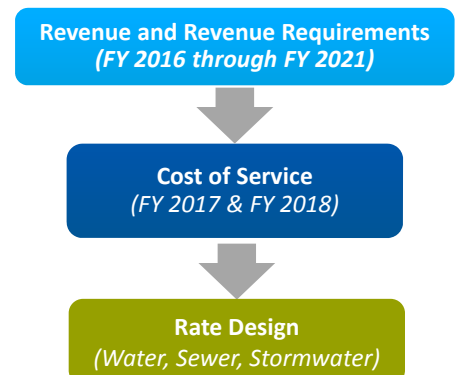 Revenue and Revenue Requirements
(FY 2016 through FY 2021)
Cost of Service
(FY 2017 & FY 2018)
Rate Design
(Water, Sewer, Stormwater)